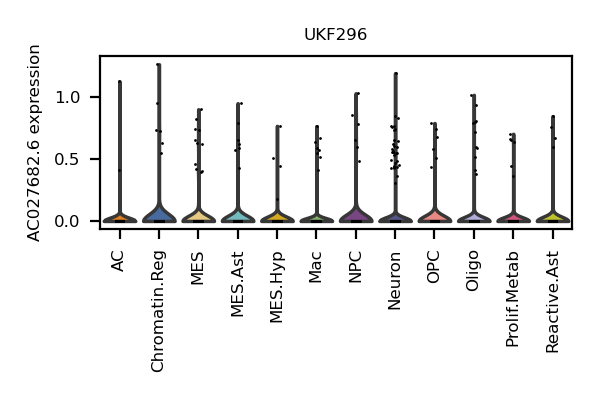 UKF296
AC027682.6 expression
1.0
0.5
0.0
AC
Chromatin.Reg
MES
MES.Ast
MES.Hyp
Mac
NPC
Neuron
OPC
Oligo
Prolif.Metab
Reactive.Ast